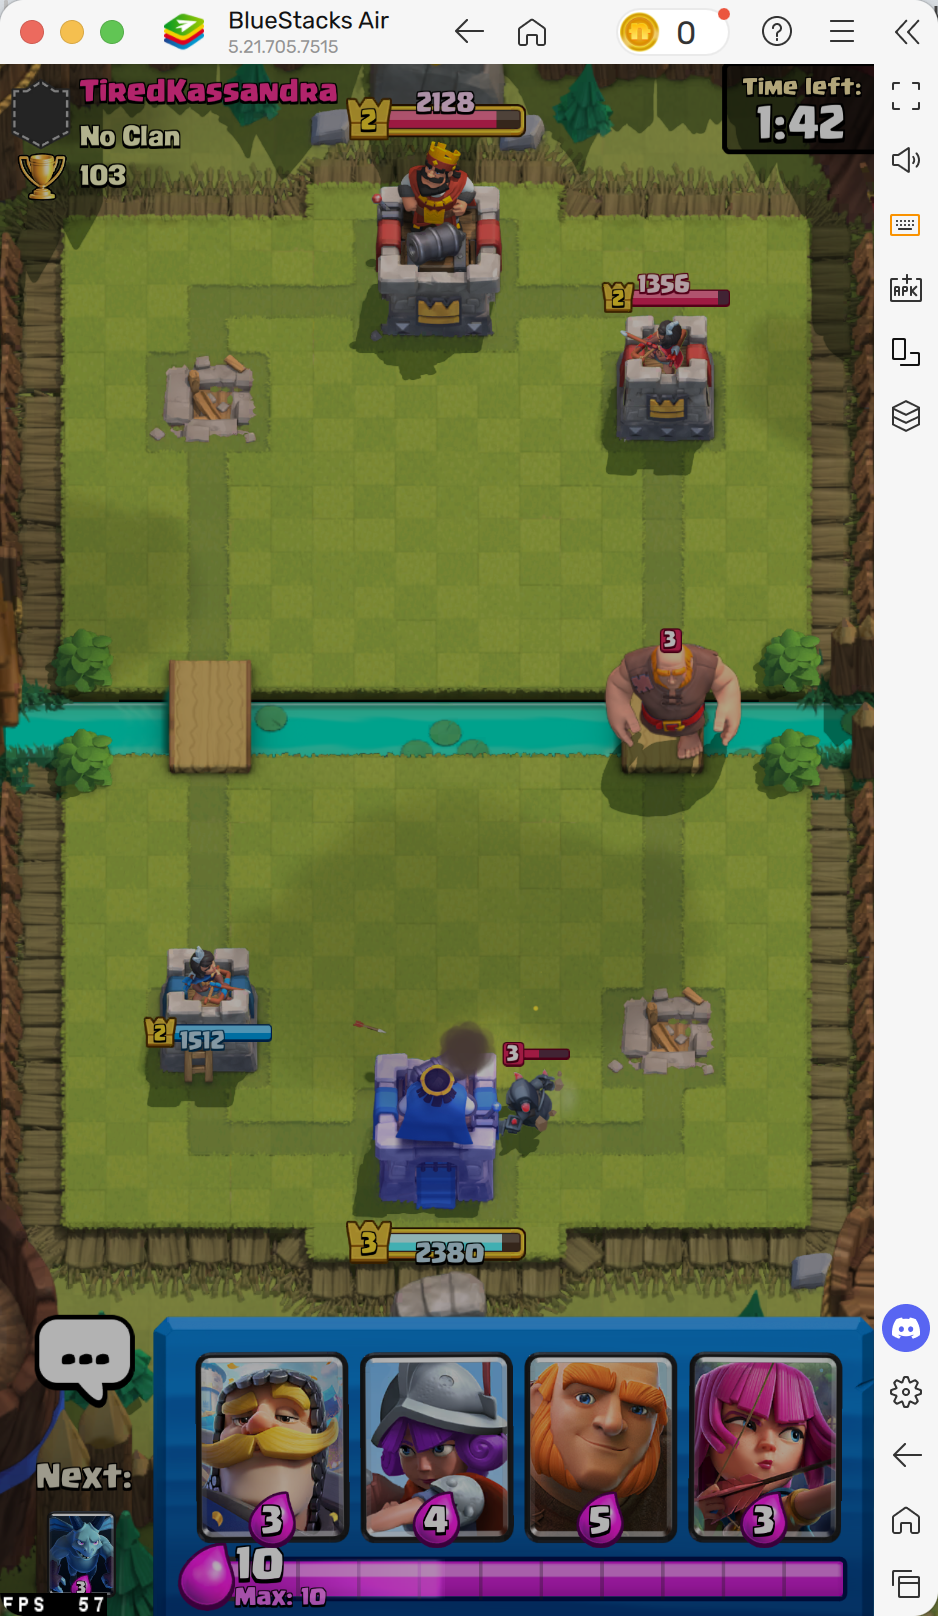 BlueStacks Air
5.21.705.7515
0
TiredKassandra
No Clan
103
2
2128
Time left:
1:42
APK
2
1356
3
2
1512
3
3
2380
Next:
3
3
4
5
3
10
Max: 10
FPS 57